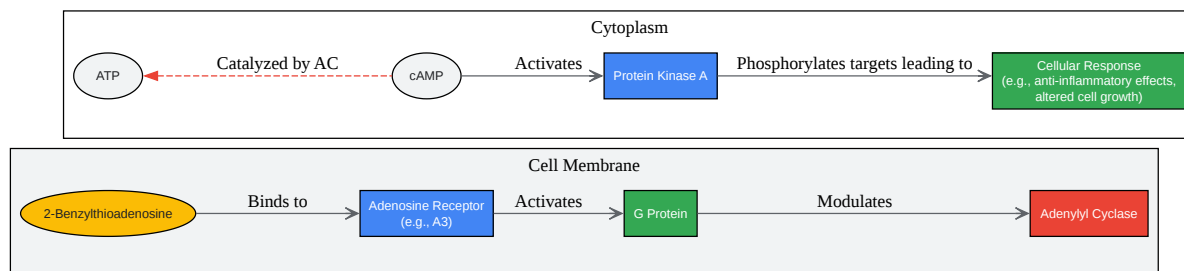 Cytoplasm
ATP
Catalyzed by AC
cAMP
Activates
Protein Kinase A
Phosphorylates targets leading to
Cellular Response
(e.g., anti-inflammatory effects,
altered cell growth)
Cell Membrane
2-Benzylthioadenosine
Binds to
Adenosine Receptor
(e.g., A3)
Activates
G Protein
Modulates
Adenylyl Cyclase